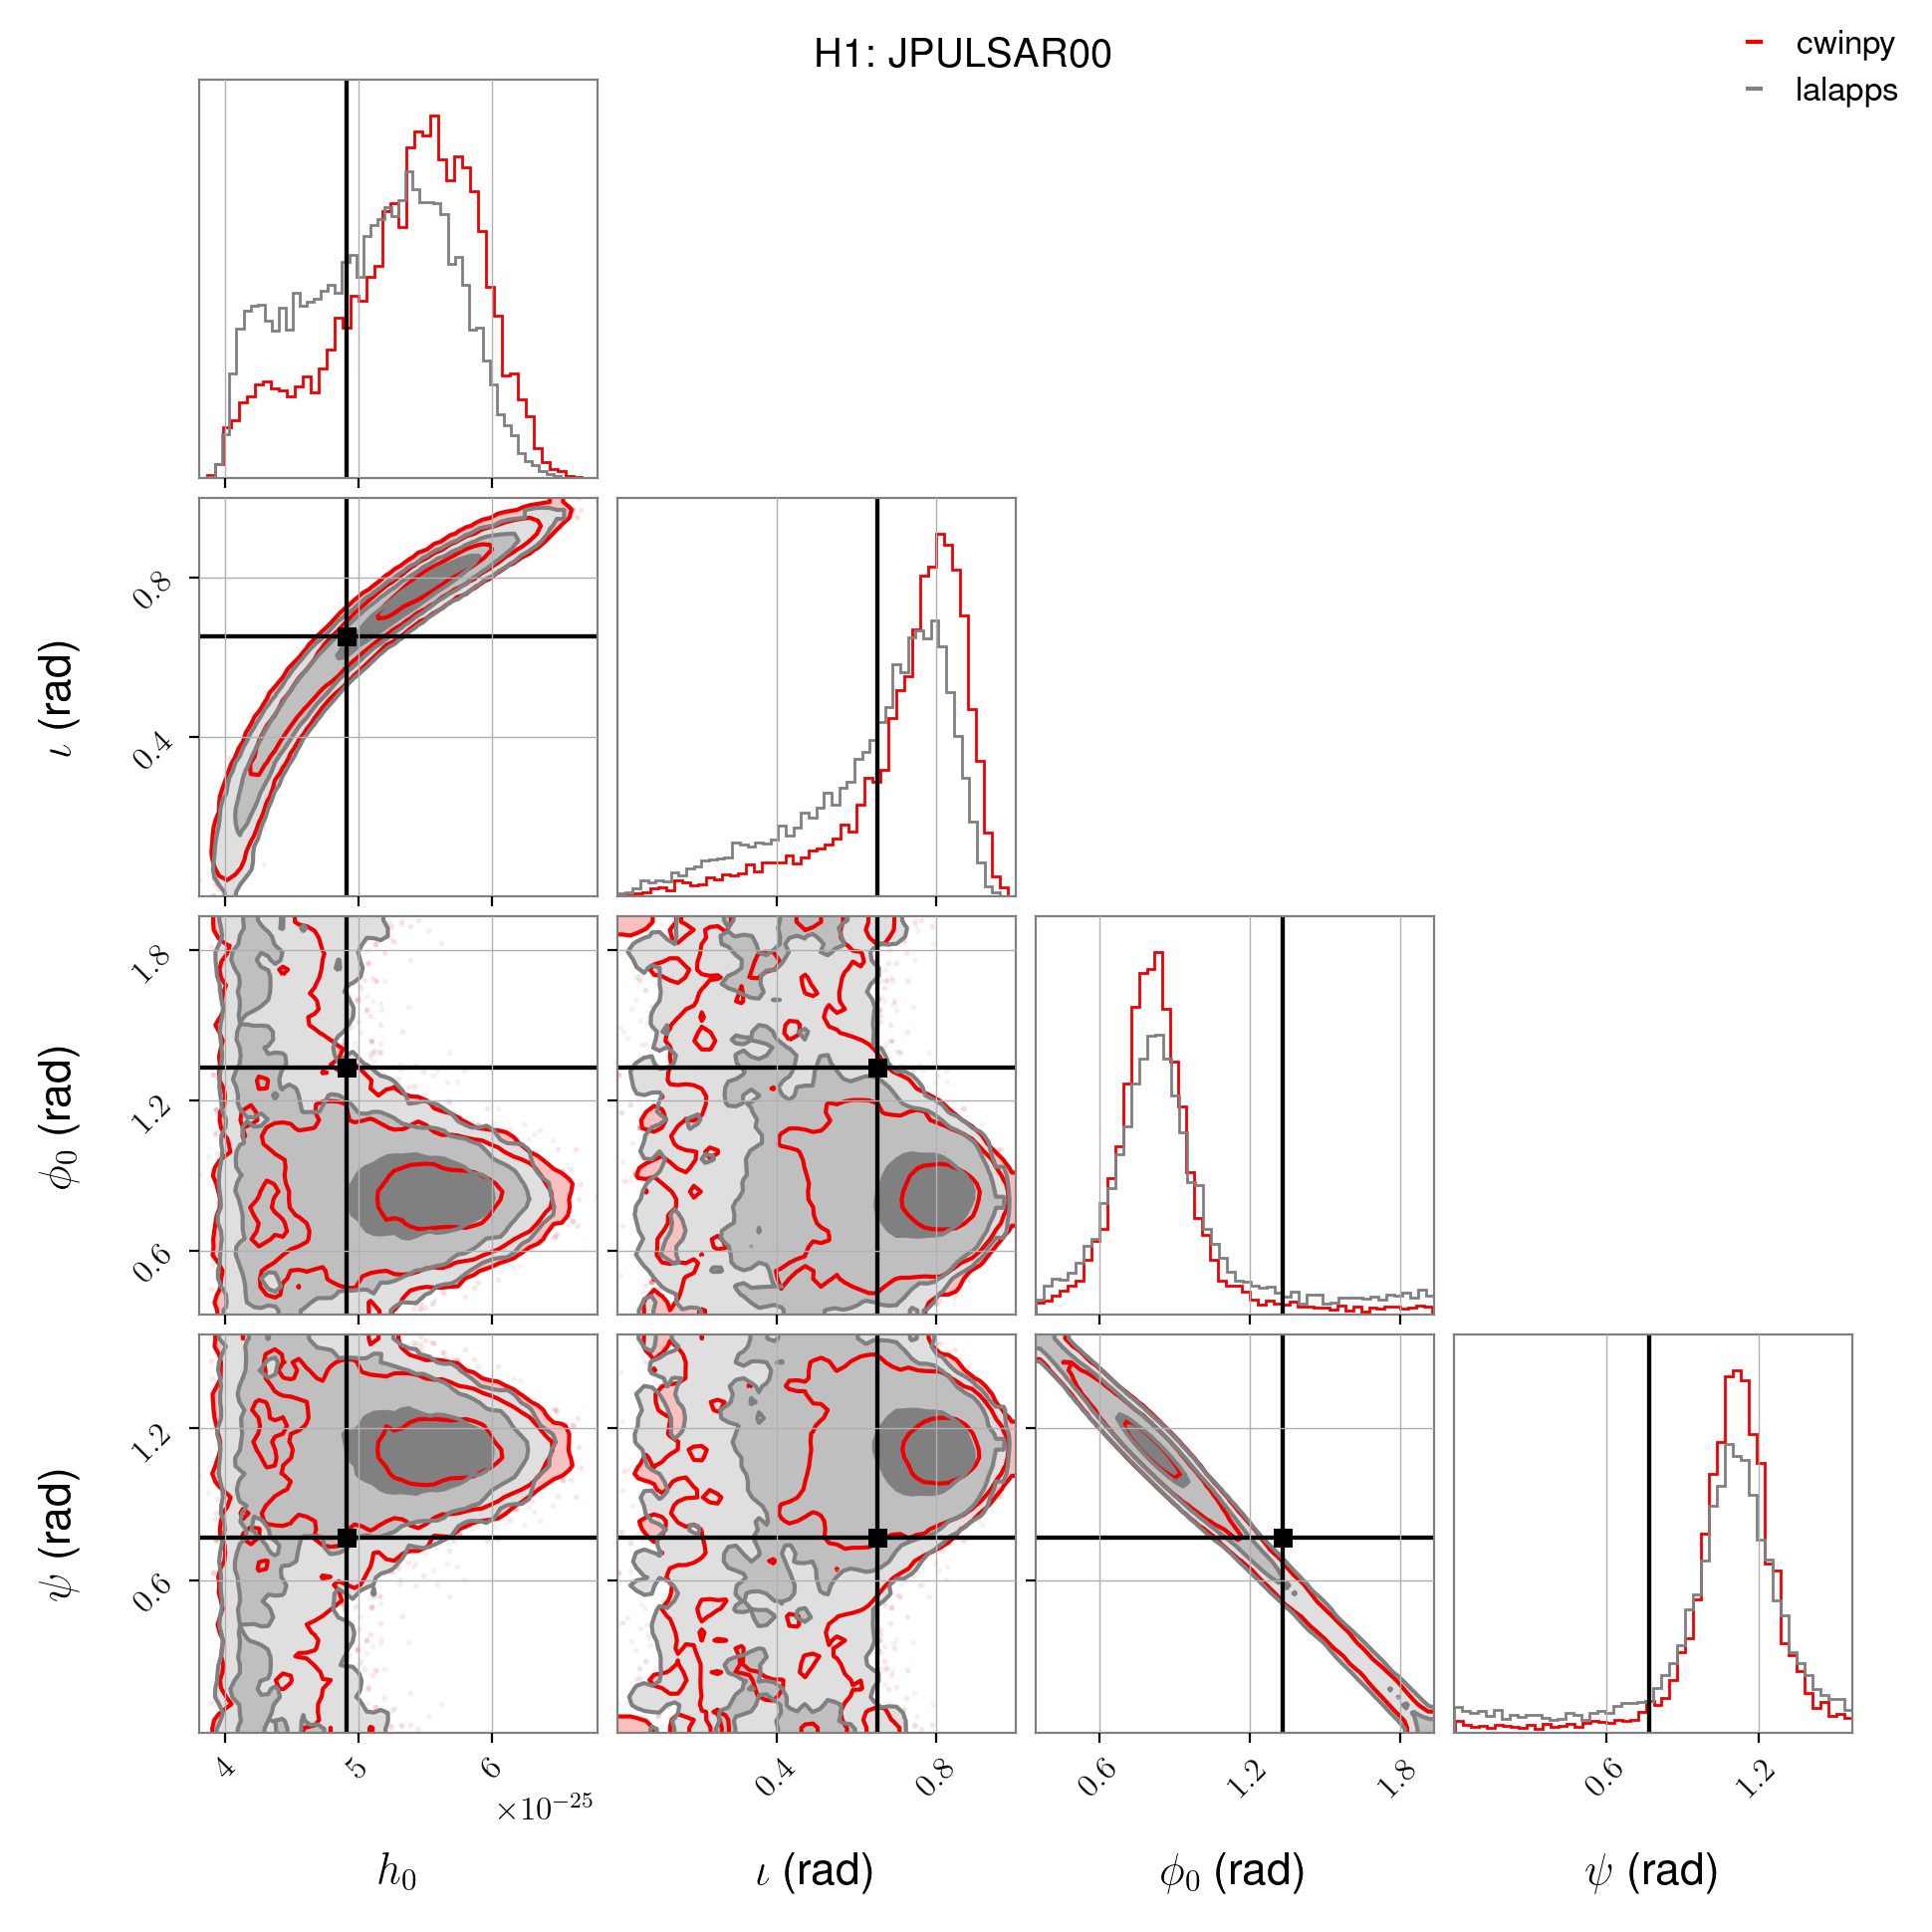 H1: JPULSAR00
cwinpy
lalapps
ι (rad)
0.8
0.4
ϕ₀ (rad)
1.8
1.2
0.6
ψ (rad)
1.2
0.6
4 5 6
×10⁻²⁵
0.4 0.8
0.6 1.2 1.8
0.6 1.2
h₀ ι (rad) ϕ₀ (rad) ψ (rad)